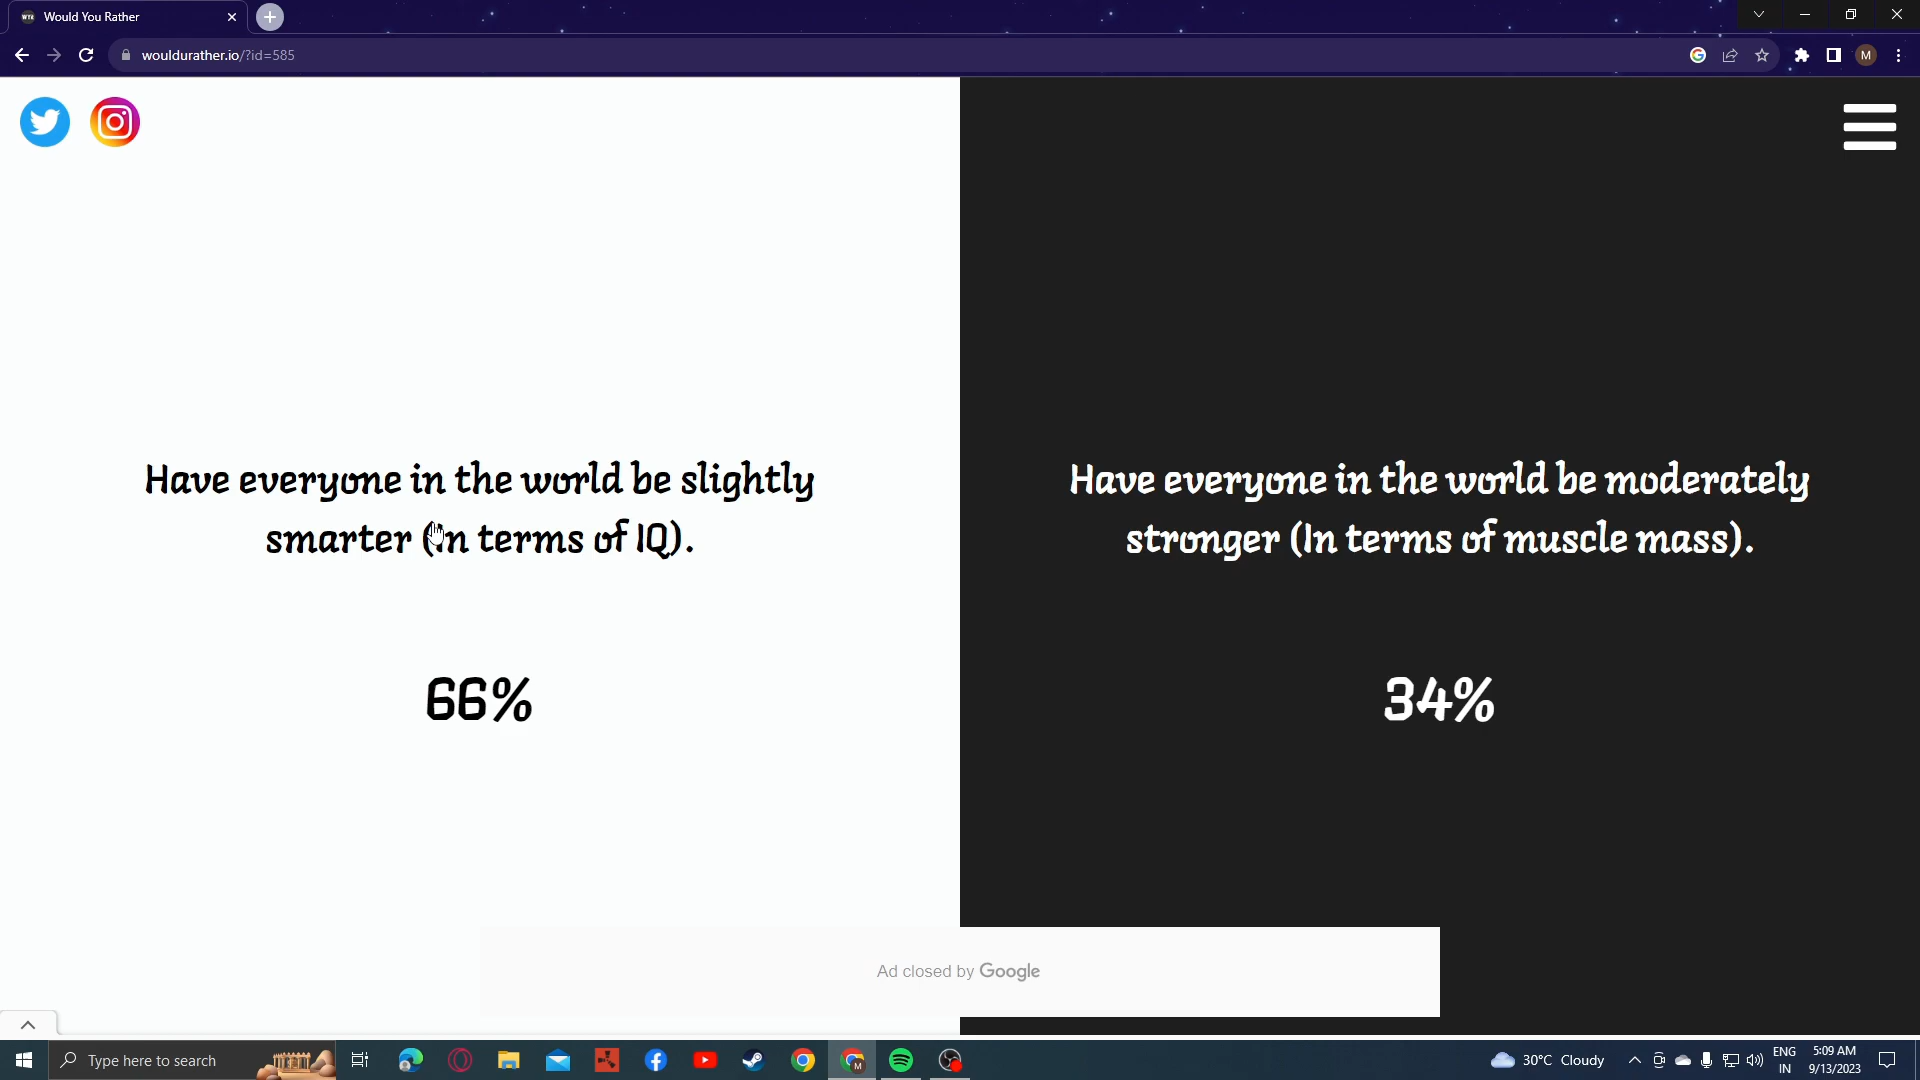 Would You Rather
wouldurather.io/?id=585
Have everyone in the world be slightly
smarter (In terms of IQ).
66%
Have everyone in the world be moderately
stronger (In terms of muscle mass).
34%
Ad closed by Google
Type here to search
30°C Cloudy
ENG
IN
5:09 AM
9/13/2023